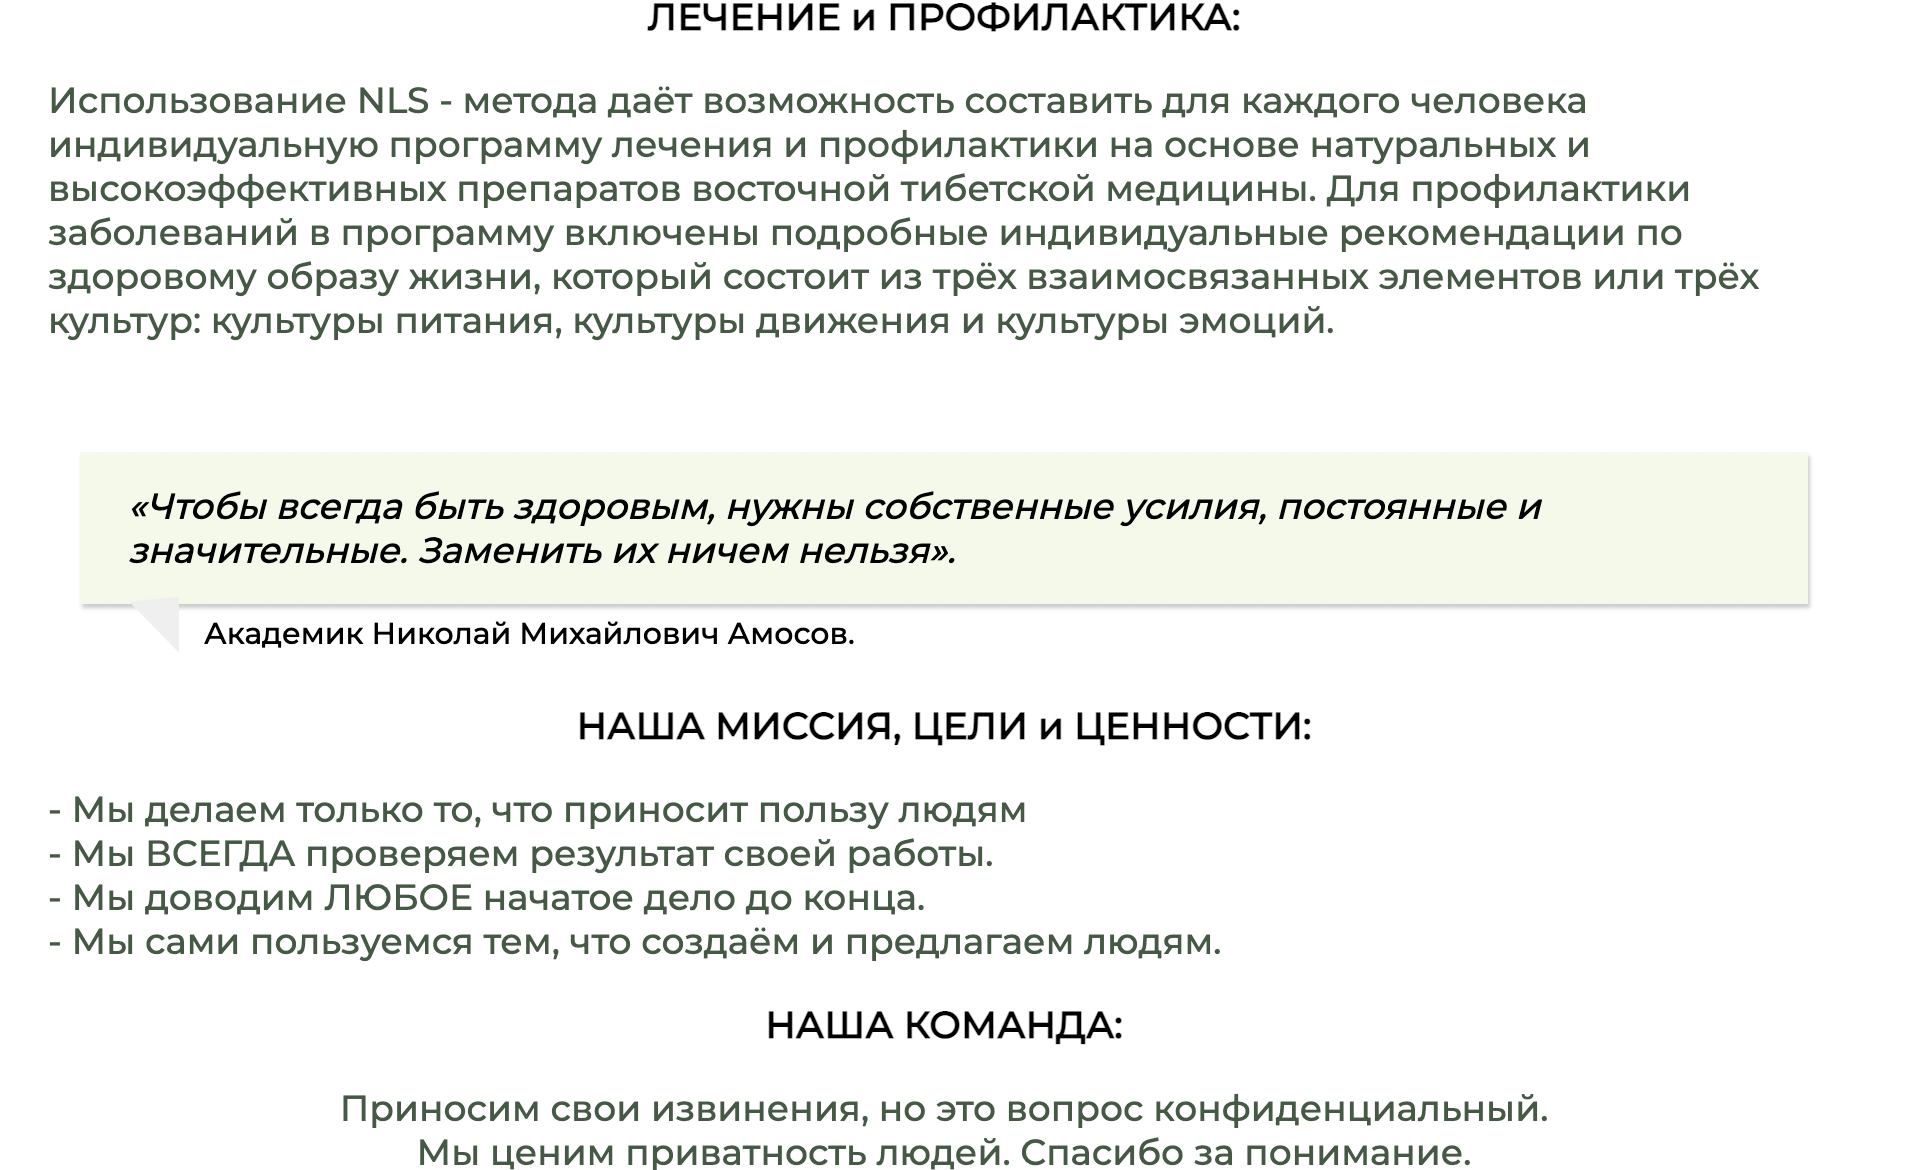 ЛЕЧЕНИЕ и ПРОФИЛАКТИКА:
Использование NLS - метода даёт возможность составить для каждого человека
индивидуальную программу лечения и профилактики на основе натуральных и
высокоэффективных препаратов восточной тибетской медицины. Для профилактики
заболеваний в программу включены подробные индивидуальные рекомендации по
здоровому образу жизни, который состоит из трёх взаимосвязанных элементов или трёх
культур: культуры питания, культуры движения и культуры эмоций.
«Чтобы всегда быть здоровым, нужны собственные усилия, постоянные и
значительные. Заменить их ничем нельзя».
Академик Николай Михайлович Амосов.
НАША МИССИЯ, ЦЕЛИ и ЦЕННОСТИ:
- Мы делаем только то, что приносит пользу людям
- Мы ВСЕГДА проверяем результат своей работы.
- Мы доводим ЛЮБОЕ начатое дело до конца.
- Мы сами пользуемся тем, что создаём и предлагаем людям.
НАША КОМАНДА:
Приносим свои извинения, но это вопрос конфиденциальный.
Мы ценим приватность людей. Спасибо за понимание.